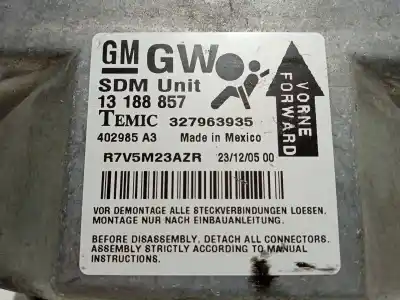 GM GW
SDM Unit
13 188 857
TEMIC 327963935
402985 A3 Made in Mexico
R7V5M23AZR 23/12/05 00
VORNE
FORWARD
VOR DEMONTAGE ALLE STECKVERBINDUNGEN LOESEN.
MONTAGE NUR NACH EINBAUANLEITUNG.
BEFORE DISASSEMBLY, DETACH ALL CONNECTORS.
ASSEMBLY STRICTLY ACCORDING TO MANUAL
INSTRUCTIONS.